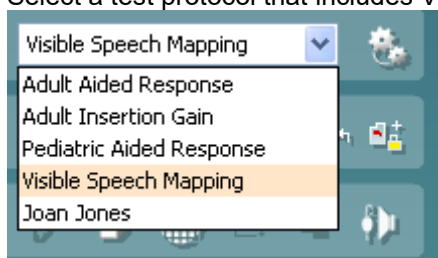 Select a test protocol that includes V
Visible Speech Mapping
Adult Aided Response
Adult Insertion Gain
Pediatric Aided Response
Visible Speech Mapping
Joan Jones